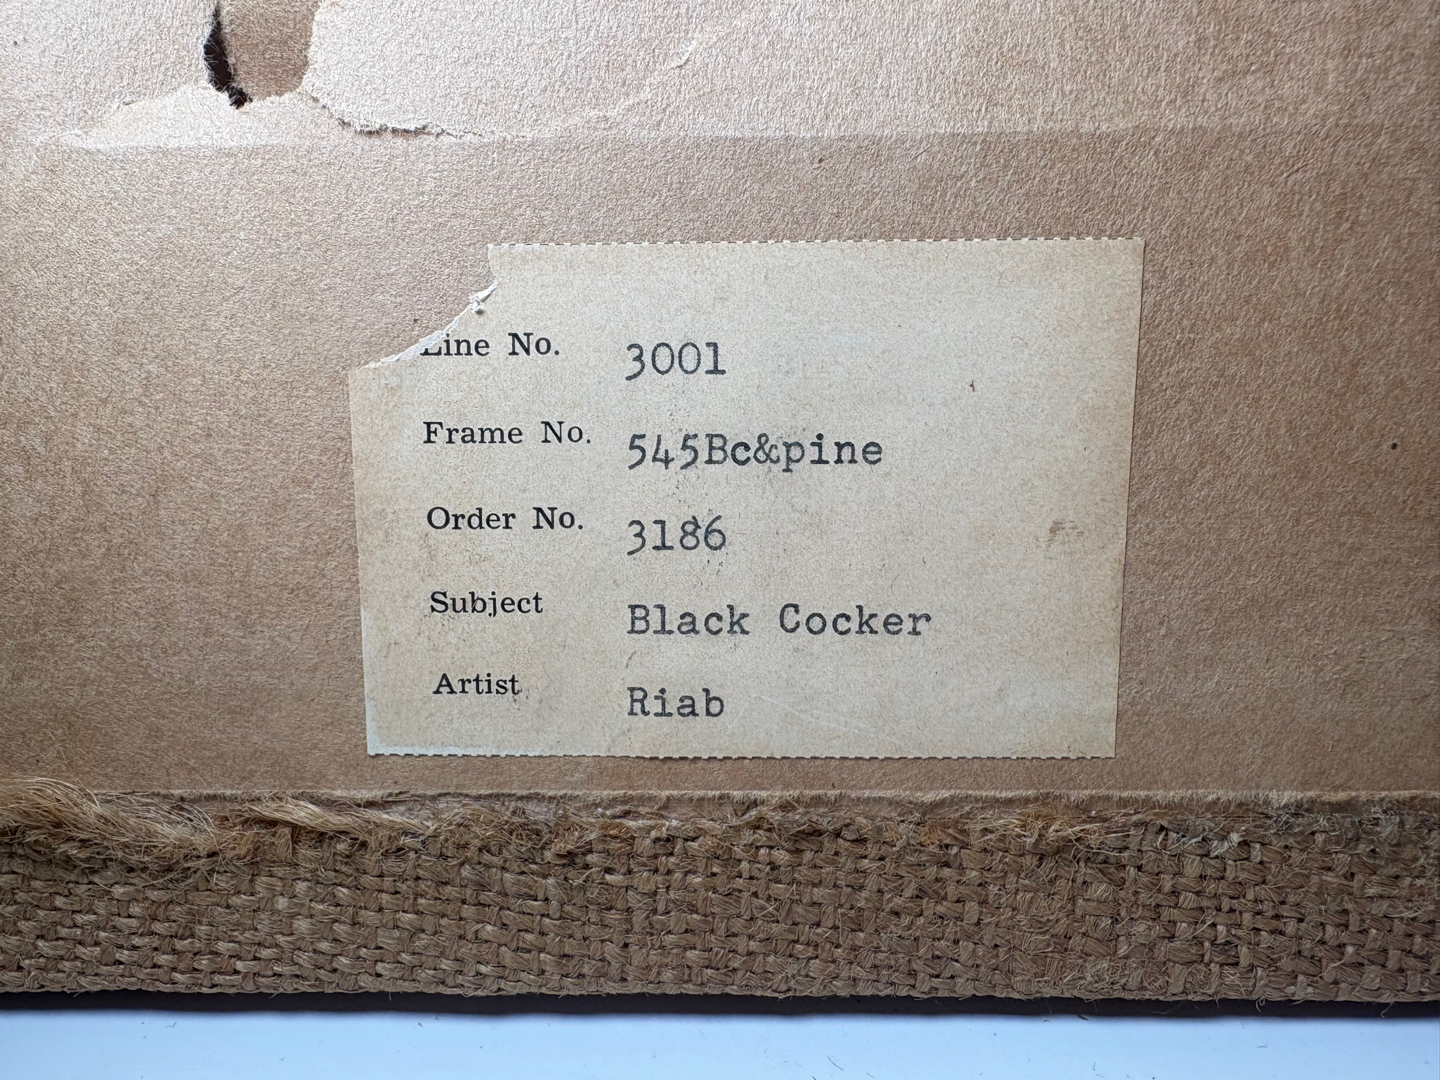 Line No. 3001
Frame No. 545Bc&pine
Order No. 3186
Subject Black Cocker
Artist Riab